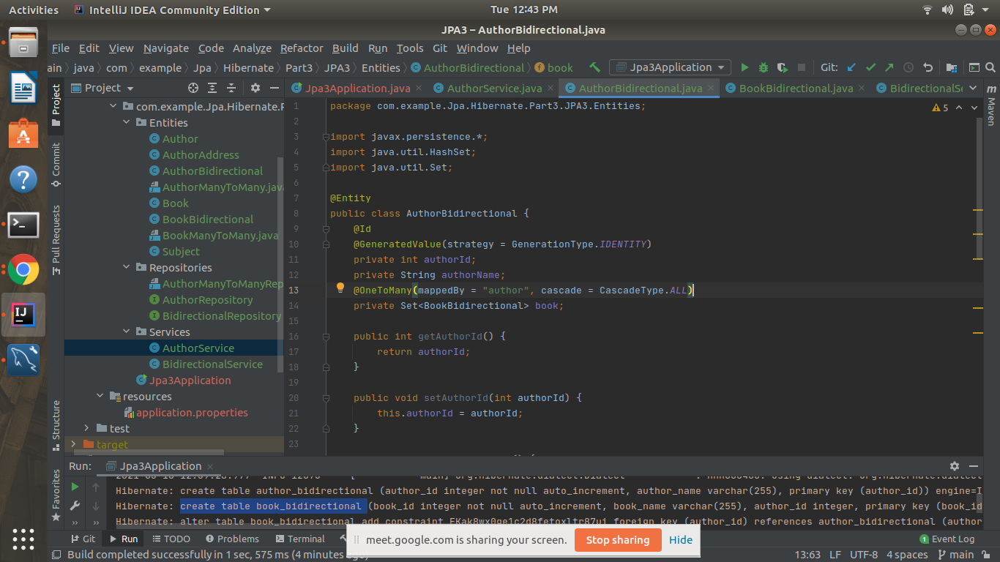 Activities IntelliJ IDEA Community Edition Tue 12:43 PM
JPA3 – AuthorBidirectional.java
File Edit View Navigate Code Analyze Refactor Build Run Tools Git Window Help
ain java com example Jpa Hibernate Part3 JPA3 Entities AuthorBidirectional book Jpa3Application Git:
Project Jpa3Application.java AuthorService.java AuthorBidirectional.java BookBidirectional.java BidirectionalSe
Project
Commit
Pull Requests
Structure
Favorites
Maven
com.example.Jpa.Hibernate.P
Entities
Author
AuthorAddress
AuthorBidirectional
AuthorManyToMany.java
Book
BookBidirectional
BookManyToMany.java
Subject
Repositories
AuthorManyToManyRep
AuthorRepository
BidirectionalRepository
Services
AuthorService
BidirectionalService
Jpa3Application
resources
application.properties
test
target
5
1 package com.example.Jpa.Hibernate.Part3.JPA3.Entities;
2
3 import javax.persistence.*;
4 import java.util.HashSet;
5 import java.util.Set;
6
7 @Entity
8 public class AuthorBidirectional {
9 @Id
10 @GeneratedValue(strategy = GenerationType.IDENTITY)
11 private int authorId;
12 private String authorName;
13 @OneToMany(mappedBy = "author", cascade = CascadeType.ALL)
14 private Set<BookBidirectional> book;
15
16 public int getAuthorId() {
17 return authorId;
18 }
19
20 public void setAuthorId(int authorId) {
21 this.authorId = authorId;
22 }
23
Run: Jpa3Application
Hibernate: create table author_bidirectional (author_id integer not null auto_increment, author_name varchar(255), primary key (author_id)) engine=I
Hibernate: create table book_bidirectional (book_id integer not null auto_increment, book_name varchar(255), author_id integer, primary key (book_id
Hibernate: alter table book_bidirectional add constraint foreign key (author_id) references author_bidirectional (author
Git Run TODO Problems Terminal 1 Event Log
meet.google.com is sharing your screen. Stop sharing Hide
Build completed successfully in 1 sec, 575 ms (4 minutes ago) 13:63 LF UTF-8 4 spaces main